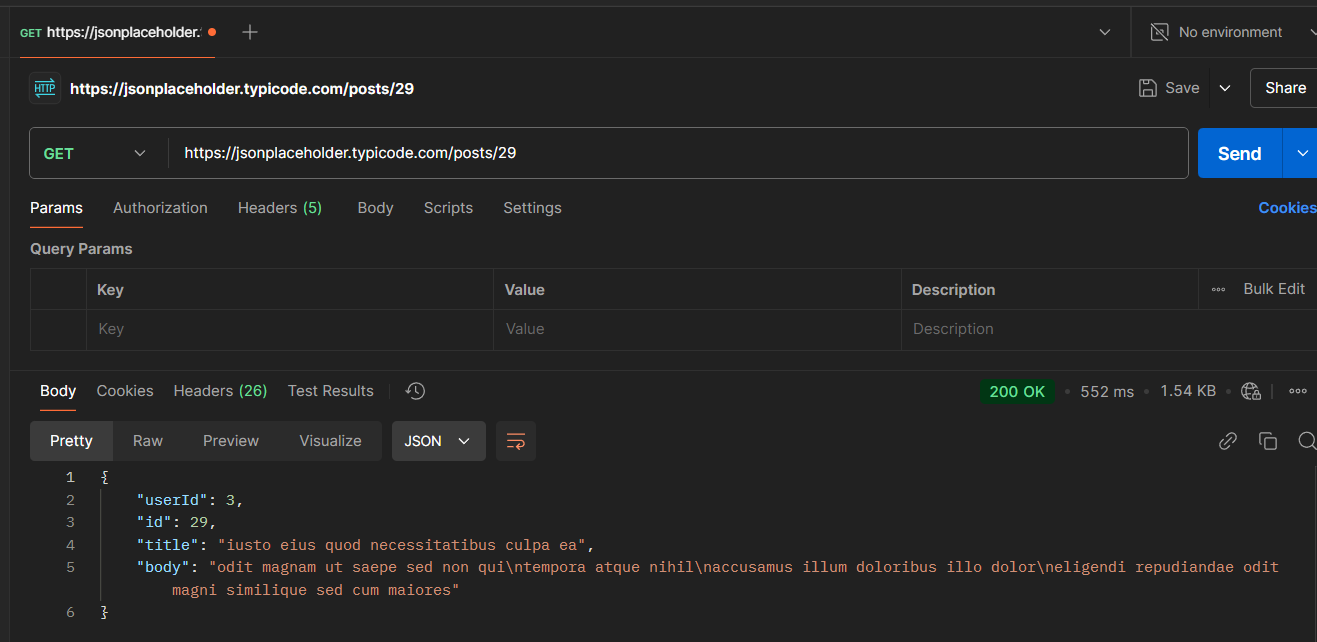 GET https://jsonplaceholder.
No environment
HTTP https://jsonplaceholder.typicode.com/posts/29
Save
Share
GET
https://jsonplaceholder.typicode.com/posts/29
Send
Params Authorization Headers (5) Body Scripts Settings Cookies
Query Params
Key Value Description Bulk Edit
Key Value Description
Body Cookies Headers (26) Test Results 200 OK 552 ms 1.54 KB
Pretty Raw Preview Visualize JSON
1 {
2 "userId": 3,
3 "id": 29,
4 "title": "iusto eius quod necessitatibus culpa ea",
5 "body": "odit magnam ut saepe sed non qui\ntempora atque nihil\naccusamus illum doloribus illo dolor\neligendi repudiandae odit
magni similique sed cum maiores"
6 }